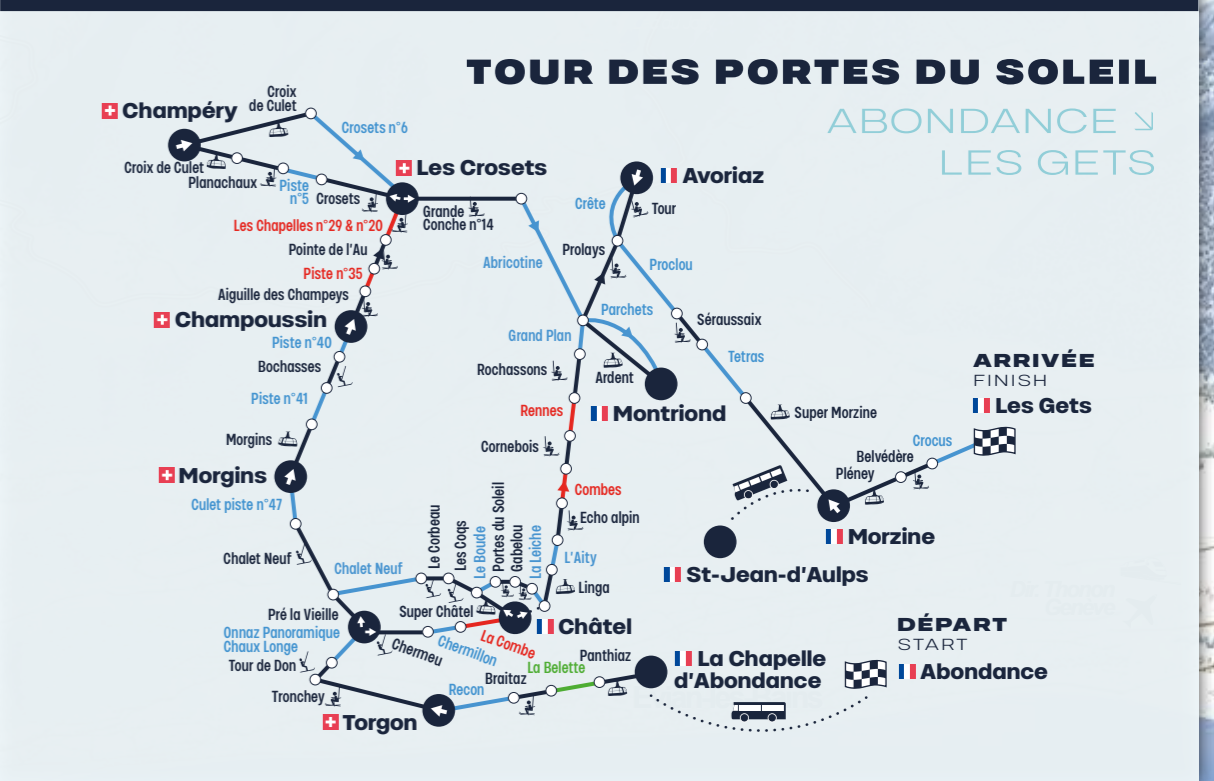 TOUR DES PORTES DU SOLEIL
ABONDANCE
LES GETS
Croix
de Culet
Champéry
Crosets n°6
Croix de Culet
Planachaux
Piste
n°5
Crosets
Les Crosets
Grande
Conche n°14
Les Chapelles n°29 & n°20
Pointe de l'Au
Piste n°35
Aiguille des Champeys
Champoussin
Piste n°40
Bochasses
Piste n°41
Morgins
Morgins
Culet piste n°47
Chalet Neuf
Chalet Neuf
Pré la Vieille
Onnaz Panoramique
Chaux Longe
Tour de Don
Tronchey
Torgon
Avoriaz
Crête
Tour
Prolays
Proclou
Abricotine
Parchets
Séraussaix
Grand Plan
Tetras
Rochassons
Ardent
Montriond
Rennes
Super Morzine
Cornebois
Combes
Echo alpin
L'Aity
Linga
Le Corbeau
Les Coqs
Le Boude
Portes du Soleil
Gabelou
La Leiche
Super Châtel
Châtel
Chermeu
Chermillon
La Combe
Recon
Braitaz
La Belette
Panthiaz
La Chapelle
d'Abondance
ARRIVÉE
FINISH
Les Gets
Crocus
Belvédère
Pléney
Morzine
St-Jean-d'Aulps
DÉPART
START
Abondance